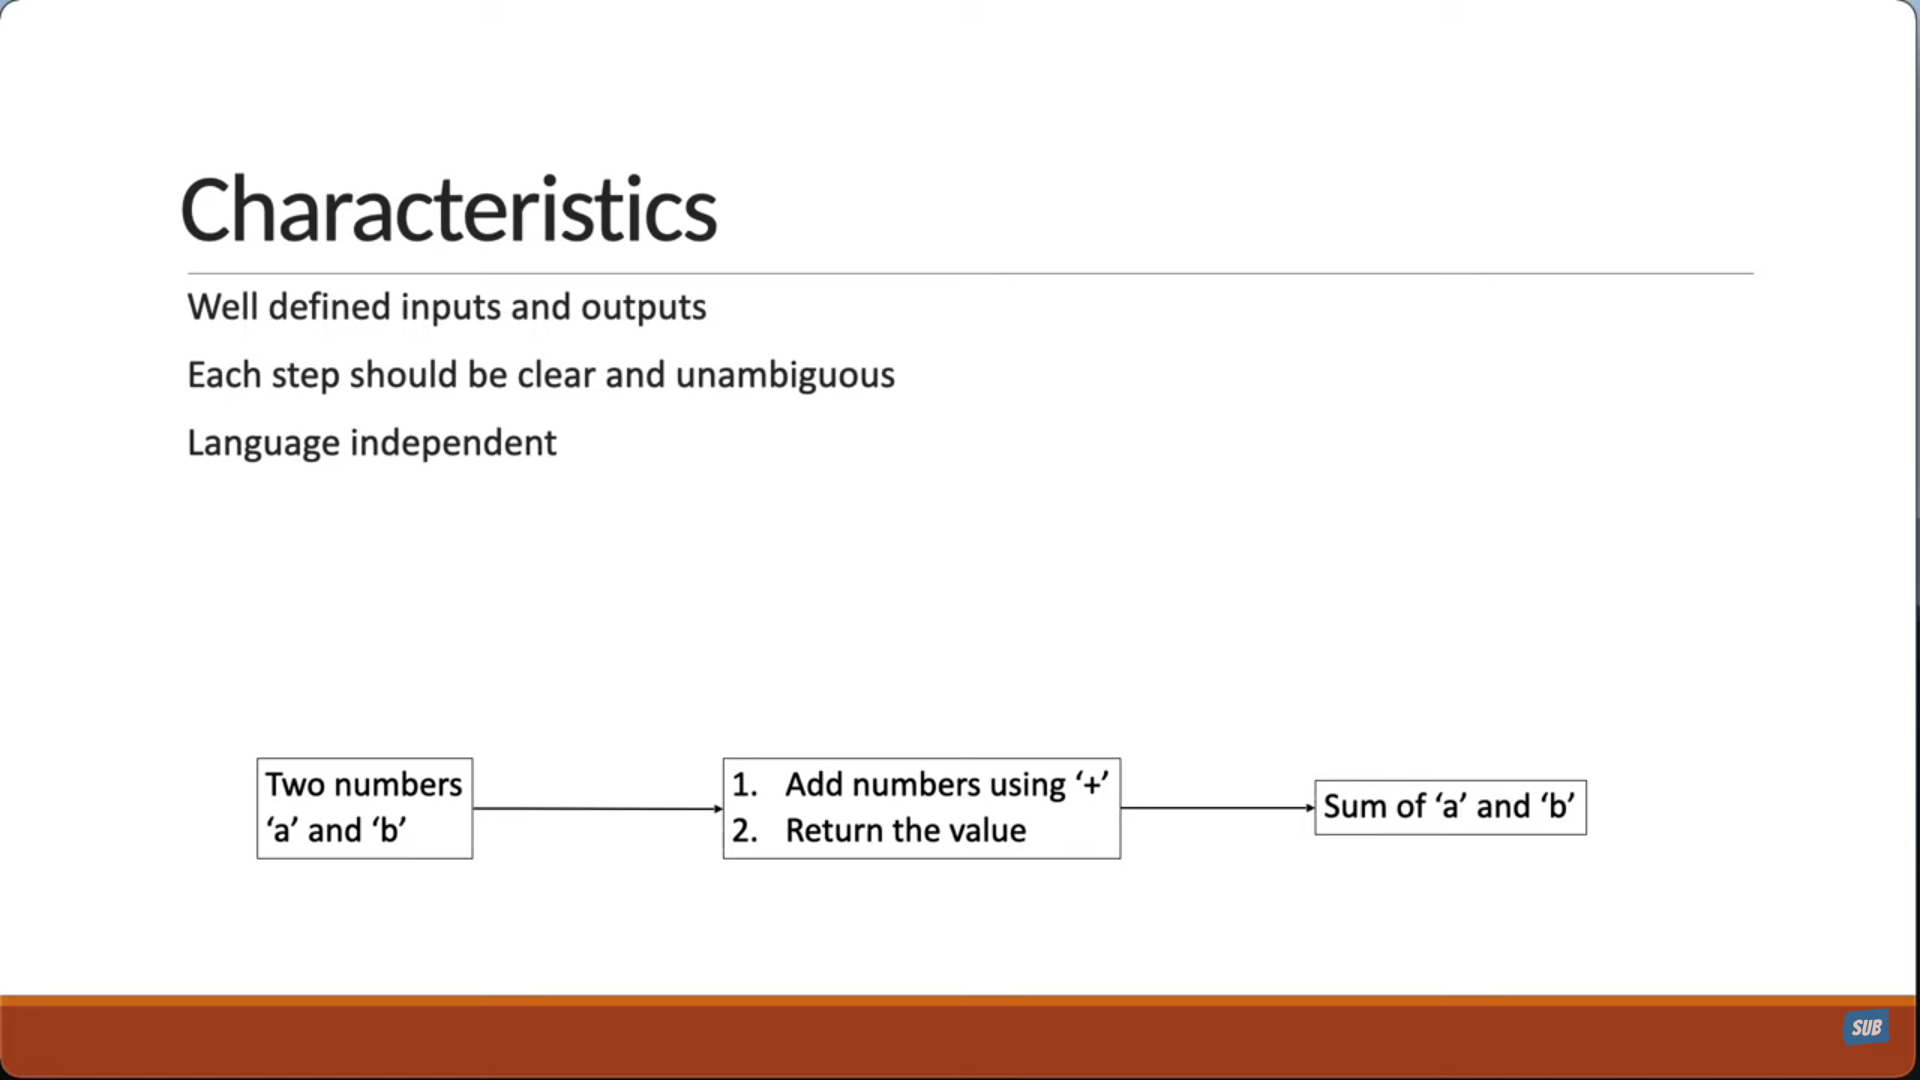 Characteristics
Well defined inputs and outputs
Each step should be clear and unambiguous
Language independent
Two numbers
‘a’ and ‘b’
1. Add numbers using ‘+’
2. Return the value
Sum of ‘a’ and ‘b’
SUB